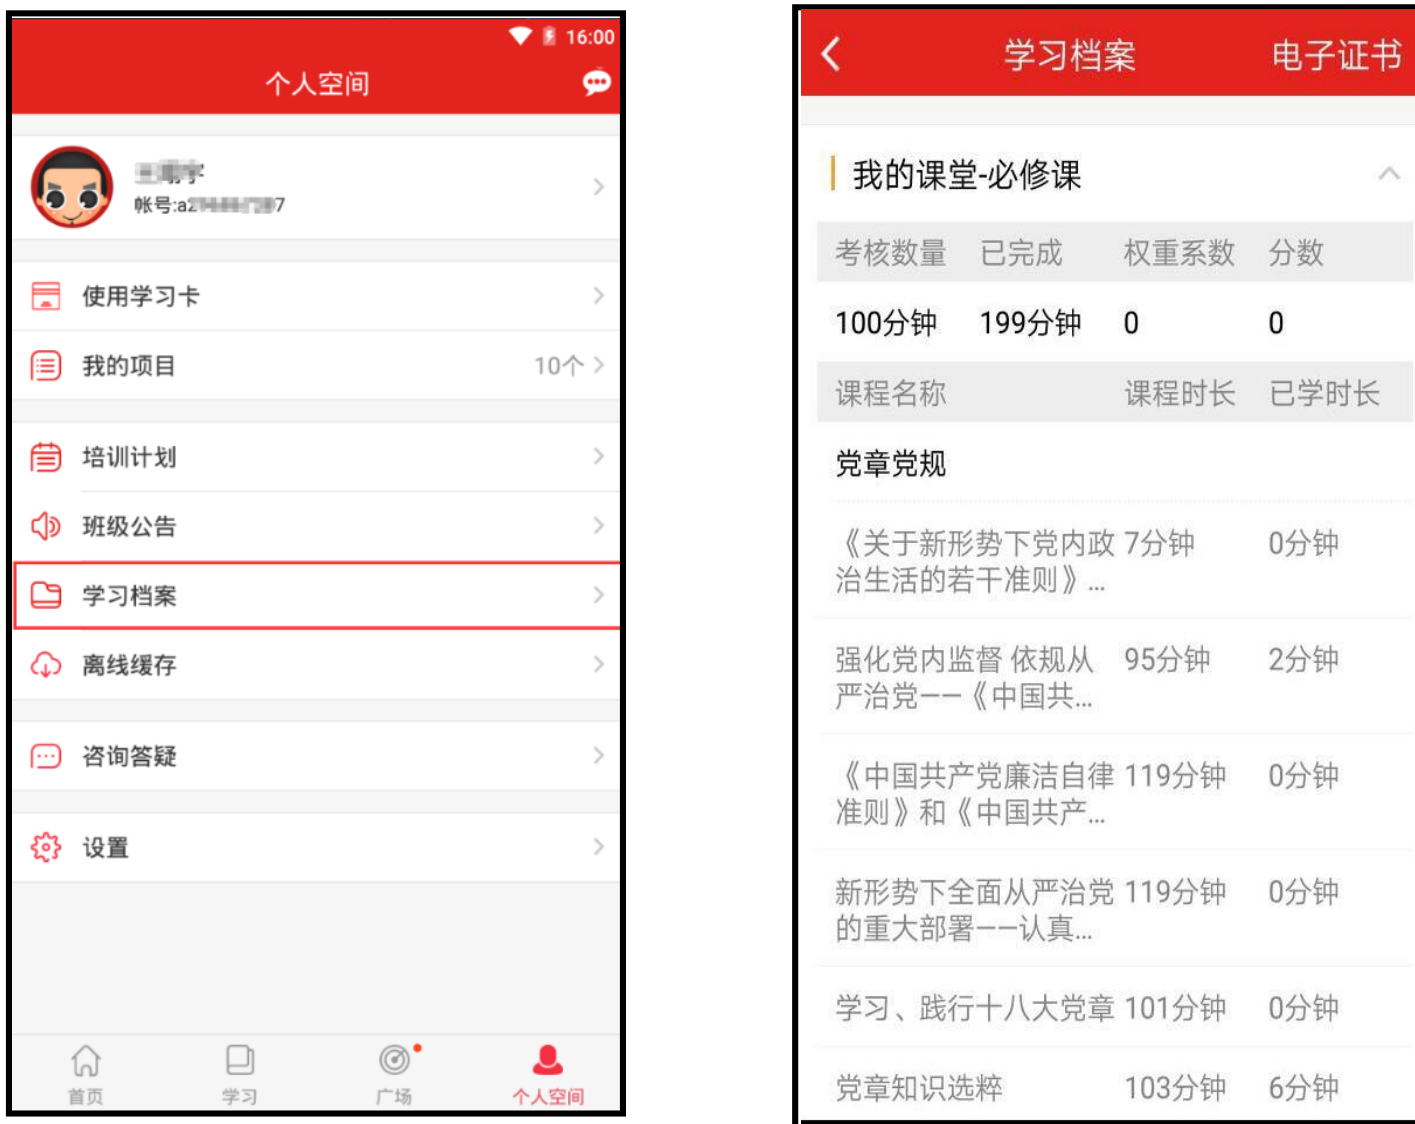 16:00
个人空间
帐号:a2 7
使用学习卡
我的项目 10个
培训计划
班级公告
学习档案
离线缓存
咨询答疑
设置
首页 学习 广场 个人空间
学习档案 电子证书
我的课堂-必修课
考核数量 已完成 权重系数 分数
100分钟 199分钟 0 0
课程名称 课程时长 已学时长
党章党规
《关于新形势下党内政 7分钟 0分钟
治生活的若干准则》...
强化党内监督 依规从 95分钟 2分钟
严治党——《中国共...
《中国共产党廉洁自律 119分钟 0分钟
准则》和《中国共产...
新形势下全面从严治党 119分钟 0分钟
的重大部署——认真...
学习、践行十八大党章 101分钟 0分钟
党章知识选粹 103分钟 6分钟